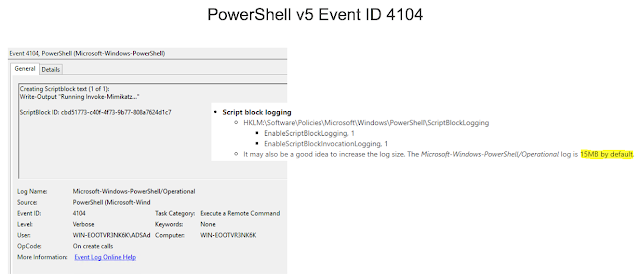 PowerShell v5 Event ID 4104
Event 4104, PowerShell (Microsoft-Windows-PowerShell)
General
Details
Creating Scriptblock text (1 of 1):
Write-Output "Running Invoke-Mimikatz..."
ScriptBlock ID: cbd51773-c40f-4f73-9b77-808a7624d1c7
Script block logging
HKLM:\Software\Policies\Microsoft\Windows\PowerShell\ScriptBlockLogging
EnableScriptBlockLogging, 1
EnableScriptBlockInvocationLogging, 1
It may also be a good idea to increase the log size. The Microsoft-Windows-PowerShell/Operational log is 15MB by default.
Log Name: Microsoft-Windows-PowerShell/Operational
Source: PowerShell (Microsoft-Wind
Event ID: 4104 Task Category: Execute a Remote Command
Level: Verbose Keywords: None
User: WIN-EOOTVR3NK6K\ADSAd Computer: WIN-EOOTVR3NK6K
OpCode: On create calls
More Information: Event Log Online Help